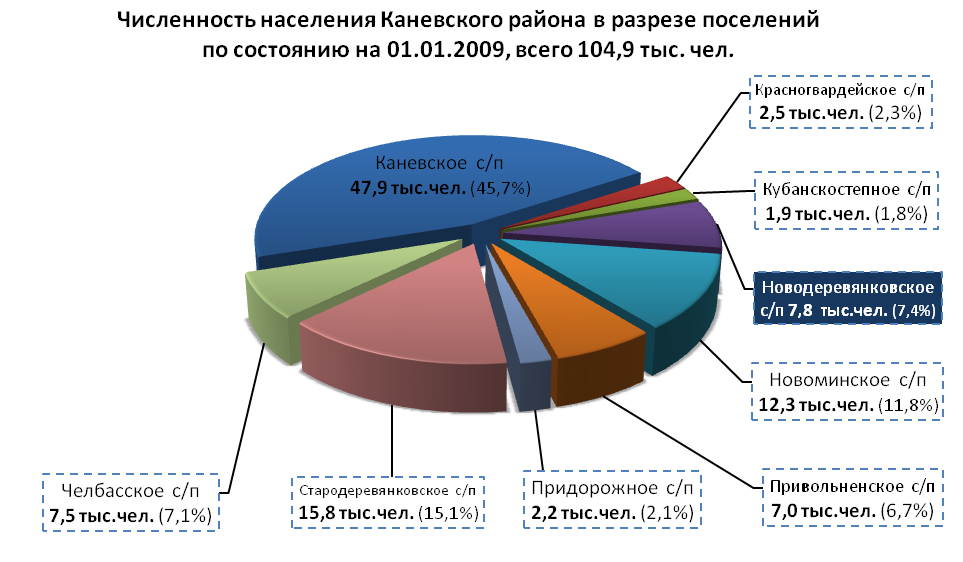 Численность населения Каневского района в разрезе поселений
по состоянию на 01.01.2009, всего 104,9 тыс. чел.
Красногвардейское с/п
2,5 тыс.чел. (2,3%)
Каневское с/п
47,9 тыс.чел. (45,7%)
Кубанскостепное с/п
1,9 тыс.чел. (1,8%)
Новодеревянковское
с/п 7,8 тыс.чел. (7,4%)
Новоминское с/п
12,3 тыс.чел. (11,8%)
Челбасское с/п
7,5 тыс.чел. (7,1%)
Стародеревянковское с/п
15,8 тыс.чел. (15,1%)
Придорожное с/п
2,2 тыс.чел. (2,1%)
Привольненское с/п
7,0 тыс.чел. (6,7%)